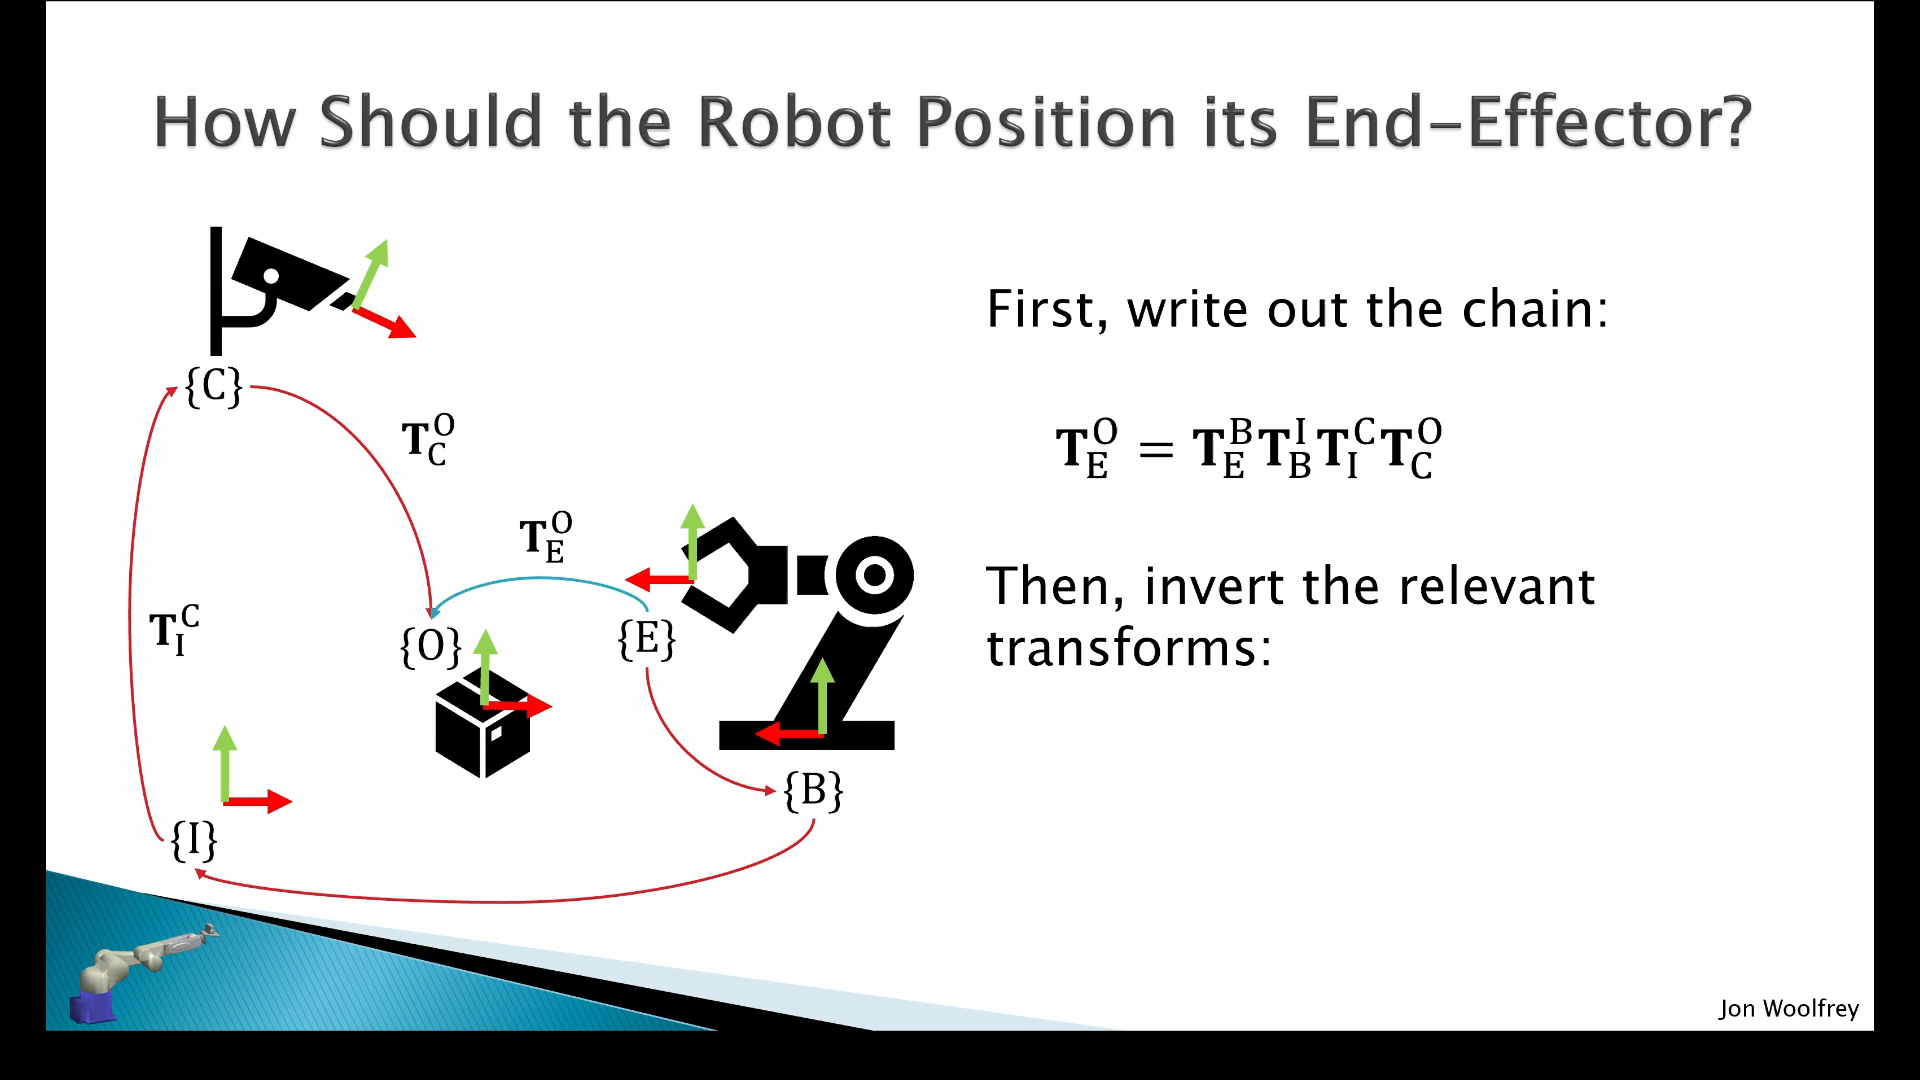 How Should the Robot Position its End-Effector?
{C}
T_C^O
T_E^O
T_I^C
{O}
{E}
{B}
{I}
First, write out the chain:
T_E^O = T_E^B T_B^I T_I^C T_C^O
Then, invert the relevant
transforms:
Jon Woolfrey